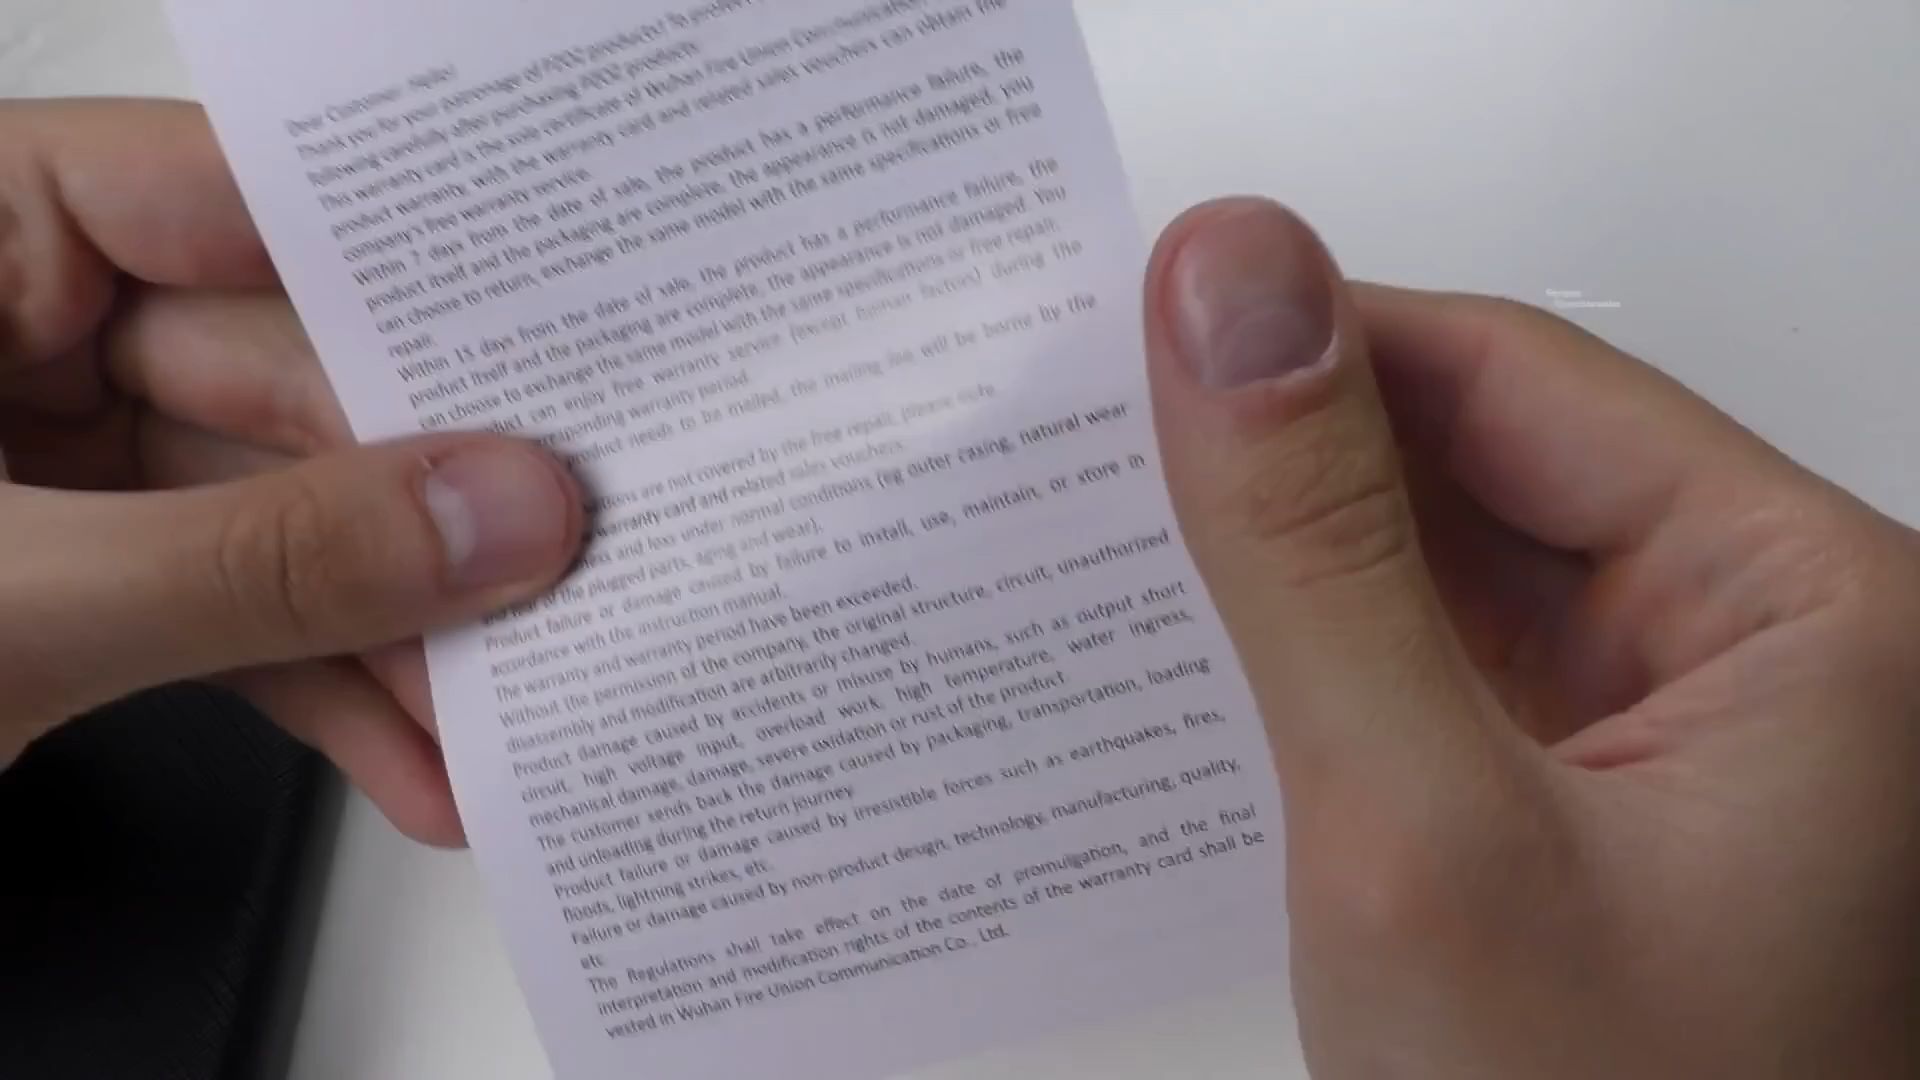 Dear Customer, Hello!
Thank you for your patronage of products! To protect
following carefully after purchasing products.
This warranty card is the sole certificate of Wuhan Fire Union Communication
product warranty, with the warranty card and related sales vouchers can obtain the
company's free warranty service.
Within 7 days from the date of sale, the product has a performance failure, the
product itself and the packaging are complete, the appearance is not damaged, you
can choose to return, exchange the same model with the same specifications or free
repair.
Within 15 days from the date of sale, the product has a performance failure, the
product itself and the packaging are complete, the appearance is not damaged. You
can choose to exchange the same model with the same specifications or free repair.
duct can enjoy free warranty service (except human factors) during the
responding warranty period.
product needs to be mailed, the mailing fee will be borne by the
tions are not covered by the free repair, please note.
warranty card and related sales vouchers.
ness and loss under normal conditions (eg outer casing, natural wear
and tear of the plugged parts, aging and wear).
Product failure or damage caused by failure to install, use, maintain, or store in
accordance with the instruction manual.
The warranty and warranty period have been exceeded.
Without the permission of the company, the original structure, circuit, unauthorized
disassembly and modification are arbitrarily changed.
Product damage caused by accidents or misuse by humans, such as output short
circuit, high voltage input, overload work, high temperature, water ingress,
mechanical damage, damage, severe oxidation or rust of the product.
The customer sends back the damage caused by packaging, transportation, loading
and unloading during the return journey.
Product failure or damage caused by irresistible forces such as earthquakes, fires,
floods, lightning strikes, etc.
Failure or damage caused by non-product design, technology, manufacturing, quality,
etc.
The Regulations shall take effect on the date of promulgation, and the final
interpretation and modification rights of the contents of the warranty card shall be
vested in Wuhan Fire Union Communication Co., Ltd.